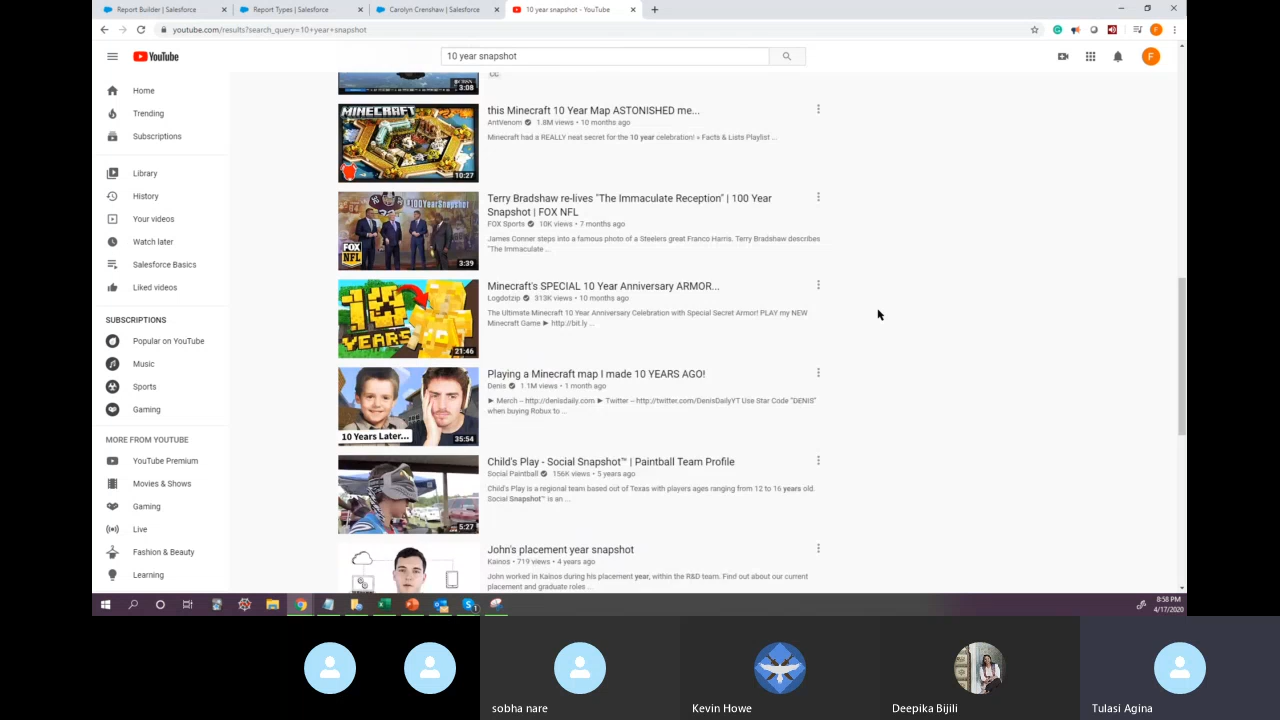 Report Builder | Salesforce
Report Types | Salesforce
Carolyn Crenshaw | Salesforce
10 year snapshot - YouTube
youtube.com/results?search_query=10+year+snapshot
YouTube
10 year snapshot
F
Home
Trending
Subscriptions
Library
History
Your videos
Watch later
Salesforce Basics
Liked videos
SUBSCRIPTIONS
Popular on YouTube
Music
Sports
Gaming
MORE FROM YOUTUBE
YouTube Premium
Movies & Shows
Gaming
Live
Fashion & Beauty
Learning
3:08
CC
MINECRAFT
10:27
this Minecraft 10 Year Map ASTONISHED me...
AntVenom 1.8M views • 10 months ago
Minecraft had a REALLY neat secret for the 10 year celebration! » Facts & Lists Playlist ...
#100YearSnapshot
FOX
NFL
3:39
Terry Bradshaw re-lives "The Immaculate Reception" | 100 Year
Snapshot | FOX NFL
FOX Sports 10K views • 7 months ago
James Conner steps into a famous photo of a Steelers great Franco Harris. Terry Bradshaw describes
"The Immaculate ...
10
YEARS
21:46
Minecraft's SPECIAL 10 Year Anniversary ARMOR...
Logdotzip 313K views • 10 months ago
The Ultimate Minecraft 10 Year Anniversary Celebration with Special Secret Armor! PLAY my NEW
Minecraft Game ► http://bit.ly ...
10 Years Later...
35:54
Playing a Minecraft map I made 10 YEARS AGO!
Denis 1.1M views • 1 month ago
► Merch -- http://denisdaily.com ► Twitter -- http://twitter.com/DenisDailyYT Use Star Code "DENIS"
when buying Robux to ...
5:27
Child's Play - Social Snapshot™ | Paintball Team Profile
Social Paintball 156K views • 5 years ago
Child's Play is a regional team based out of Texas with players ages ranging from 12 to 16 years old.
Social Snapshot™ is an ...
John's placement year snapshot
Kainos • 719 views • 4 years ago
John worked in Kainos during his placement year, within the R&D team. Find out about our current
placement and graduate roles ...
8:58 PM
4/17/2020
sobha nare
Kevin Howe
Deepika Bijili
Tulasi Agina